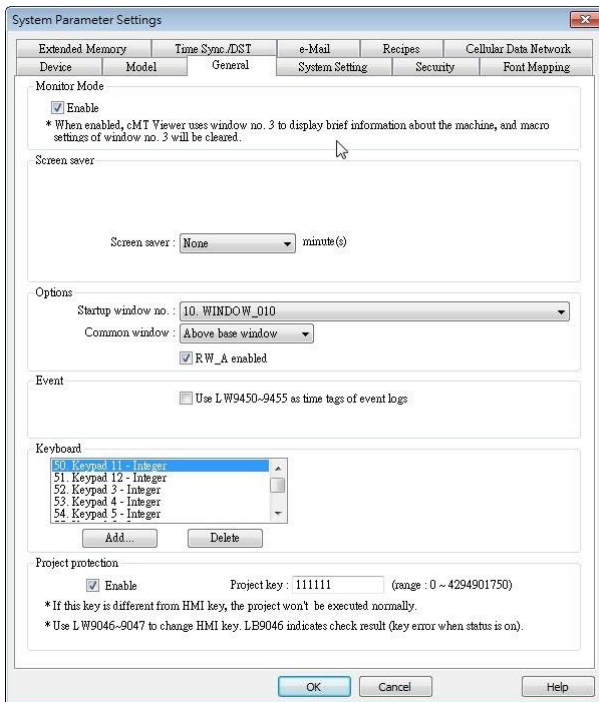 System Parameter Settings
Extended Memory Time Sync./DST e-Mail Recipes Cellular Data Network
Device Model General System Setting Security Font Mapping
Monitor Mode
Enable
* When enabled, cMT Viewer uses window no. 3 to display brief information about the machine, and macro
settings of window no. 3 will be cleared.
Screen saver
Screen saver : None minute(s)
Options
Startup window no. : 10. WINDOW_010
Common window : Above base window
RW_A enabled
Event
Use LW9450~9455 as time tags of event logs
Keyboard
50. Keypad 11 - Integer
51. Keypad 12 - Integer
52. Keypad 3 - Integer
53. Keypad 4 - Integer
54. Keypad 5 - Integer
Add... Delete
Project protection
Enable Project key : 111111 (range : 0 ~ 4294901750)
* If this key is different from HMI key, the project won't be executed normally.
* Use LW9046~9047 to change HMI key. LB9046 indicates check result (key error when status is on).
OK Cancel Help